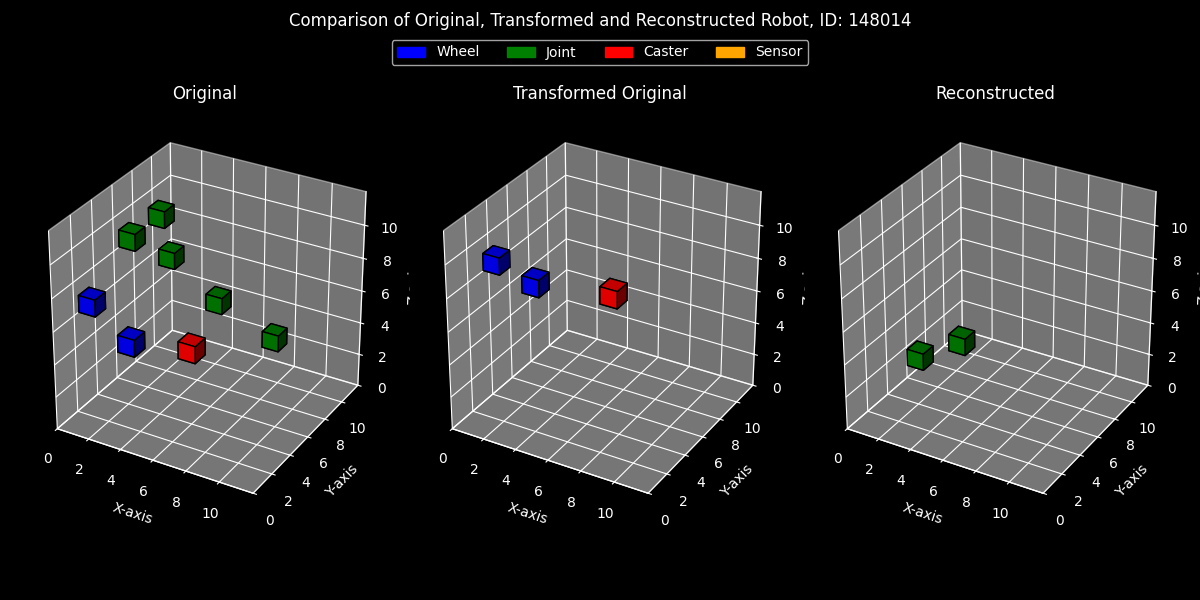 Comparison of Original, Transformed and Reconstructed Robot, ID: 148014
Wheel Joint Caster Sensor
Original
Transformed Original
Reconstructed
0 2 4 6 8 10
X-axis
0 2 4 6 8 10
Y-axis
0 2 4 6 8 10
0 2 4 6 8 10
X-axis
0 2 4 6 8 10
Y-axis
0 2 4 6 8 10
0 2 4 6 8 10
X-axis
0 2 4 6 8 10
Y-axis
0 2 4 6 8 10